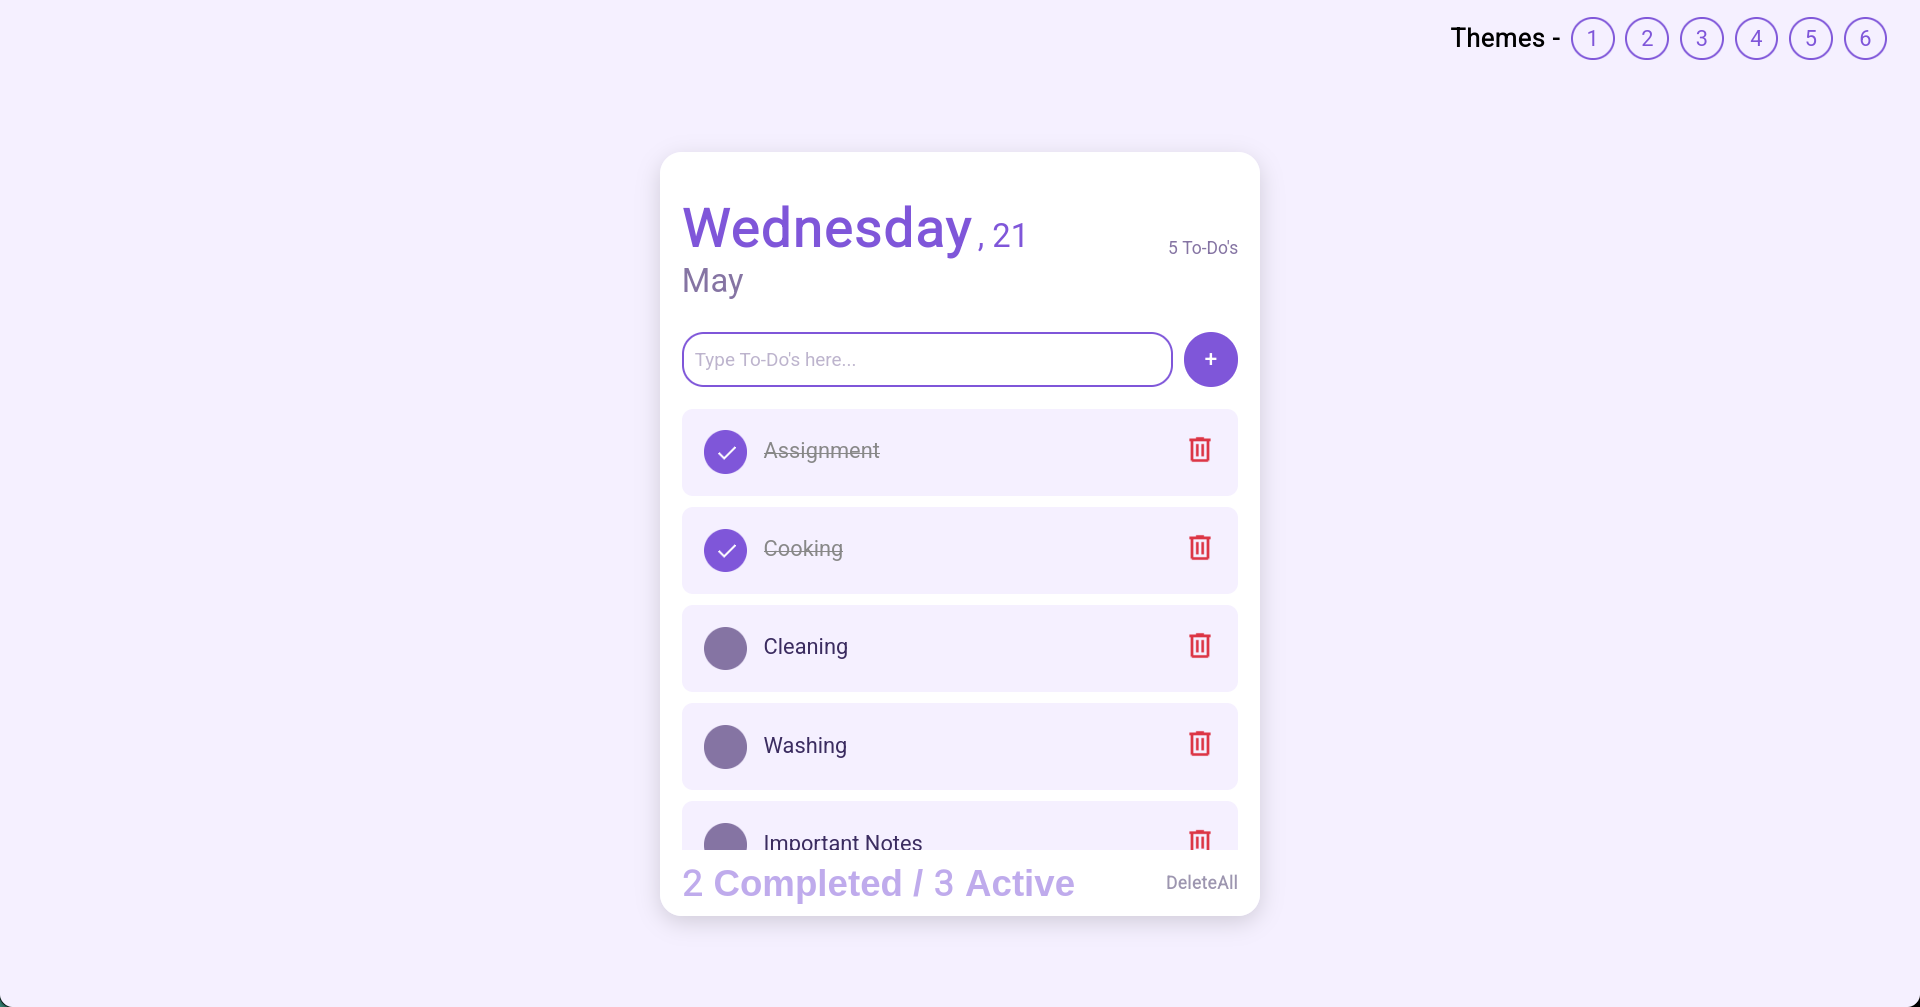 Themes - 1 2 3 4 5 6
Wednesday , 21
May
5 To-Do's
Type To-Do's here...
+
Assignment
Cooking
Cleaning
Washing
Important Notes
2 Completed / 3 Active
DeleteAll